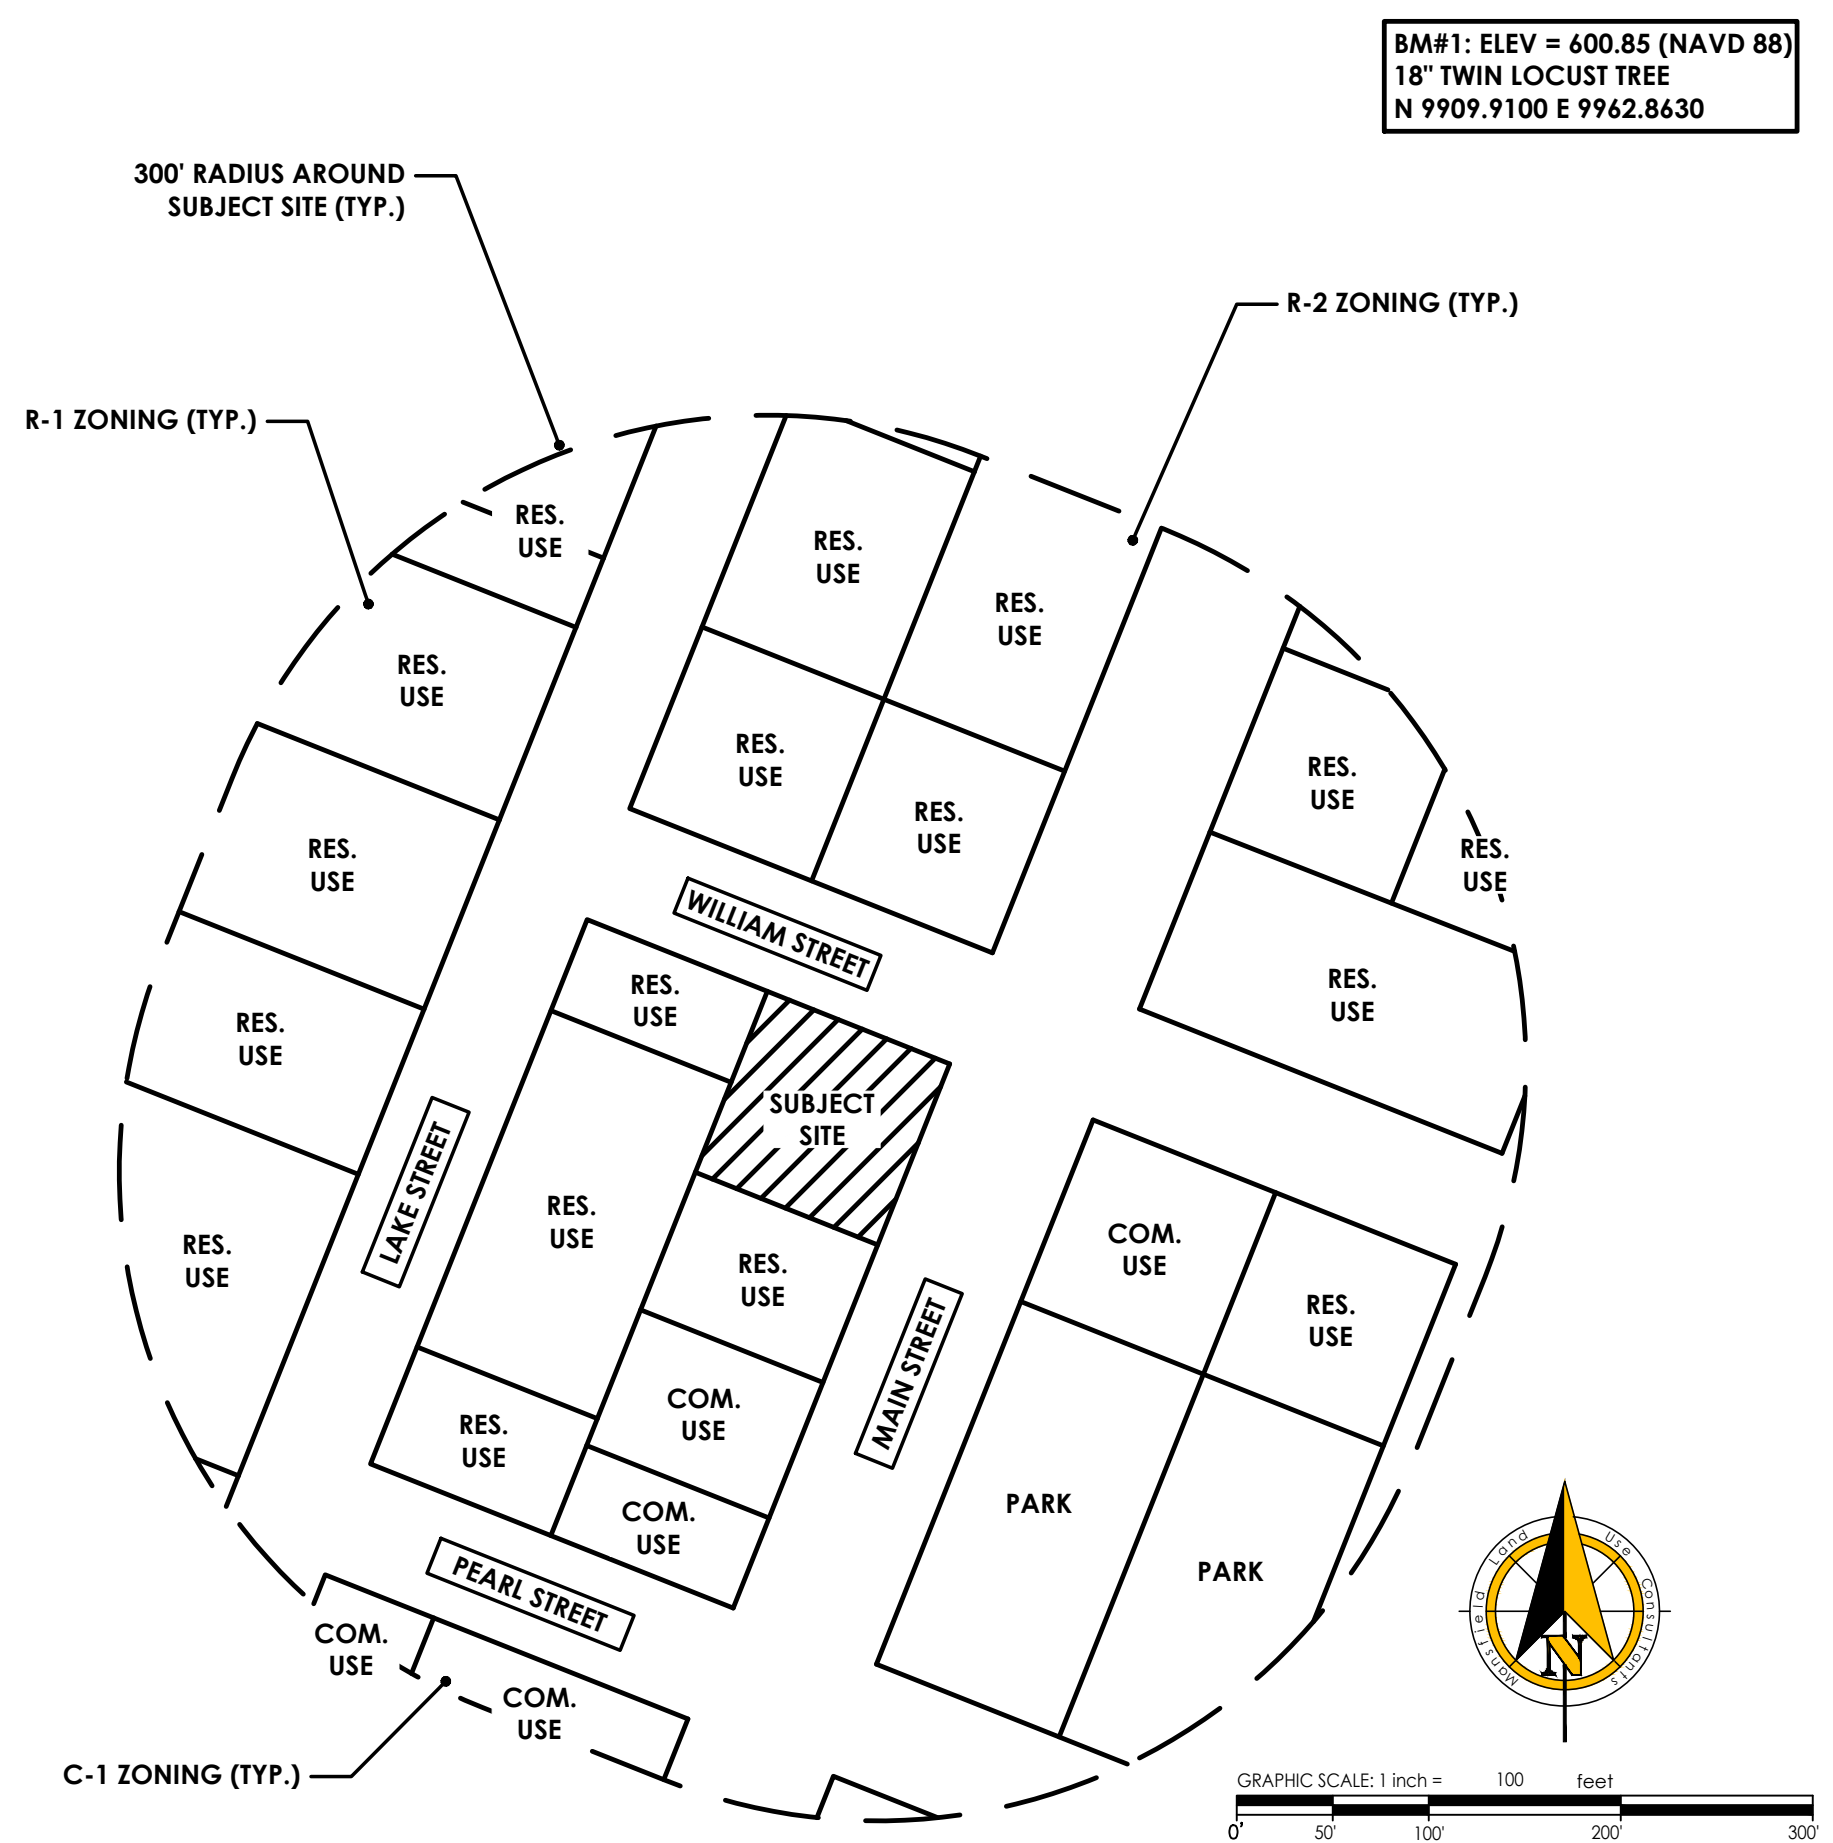 BM#1: ELEV = 600.85 (NAVD 88)
18" TWIN LOCUST TREE
N 9909.9100 E 9962.8630
300' RADIUS AROUND
SUBJECT SITE (TYP.)
R-2 ZONING (TYP.)
R-1 ZONING (TYP.)
RES.
USE
RES.
USE
RES.
USE
RES.
USE
RES.
USE
RES.
USE
RES.
USE
RES.
USE
RES.
USE
RES.
USE
WILLIAM STREET
RES.
USE
RES.
USE
RES.
USE
SUBJECT
SITE
LAKE STREET
RES.
USE
RES.
USE
COM.
USE
RES.
USE
RES.
USE
MAIN STREET
COM.
USE
RES.
USE
COM.
USE
PARK
PARK
PEARL STREET
COM.
USE
COM.
USE
C-1 ZONING (TYP.)
Mansfield Land Use Consultants
N
GRAPHIC SCALE: 1 inch = 100 feet
0' 50' 100' 200' 300'